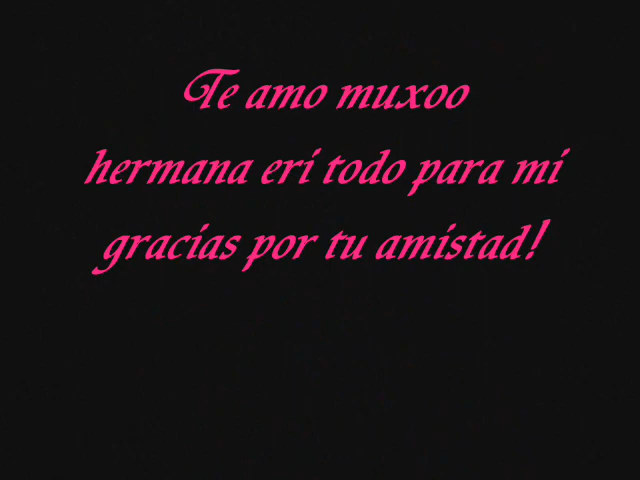 Te amo muxoo
hermana eri todo para mi
gracias por tu amistad!